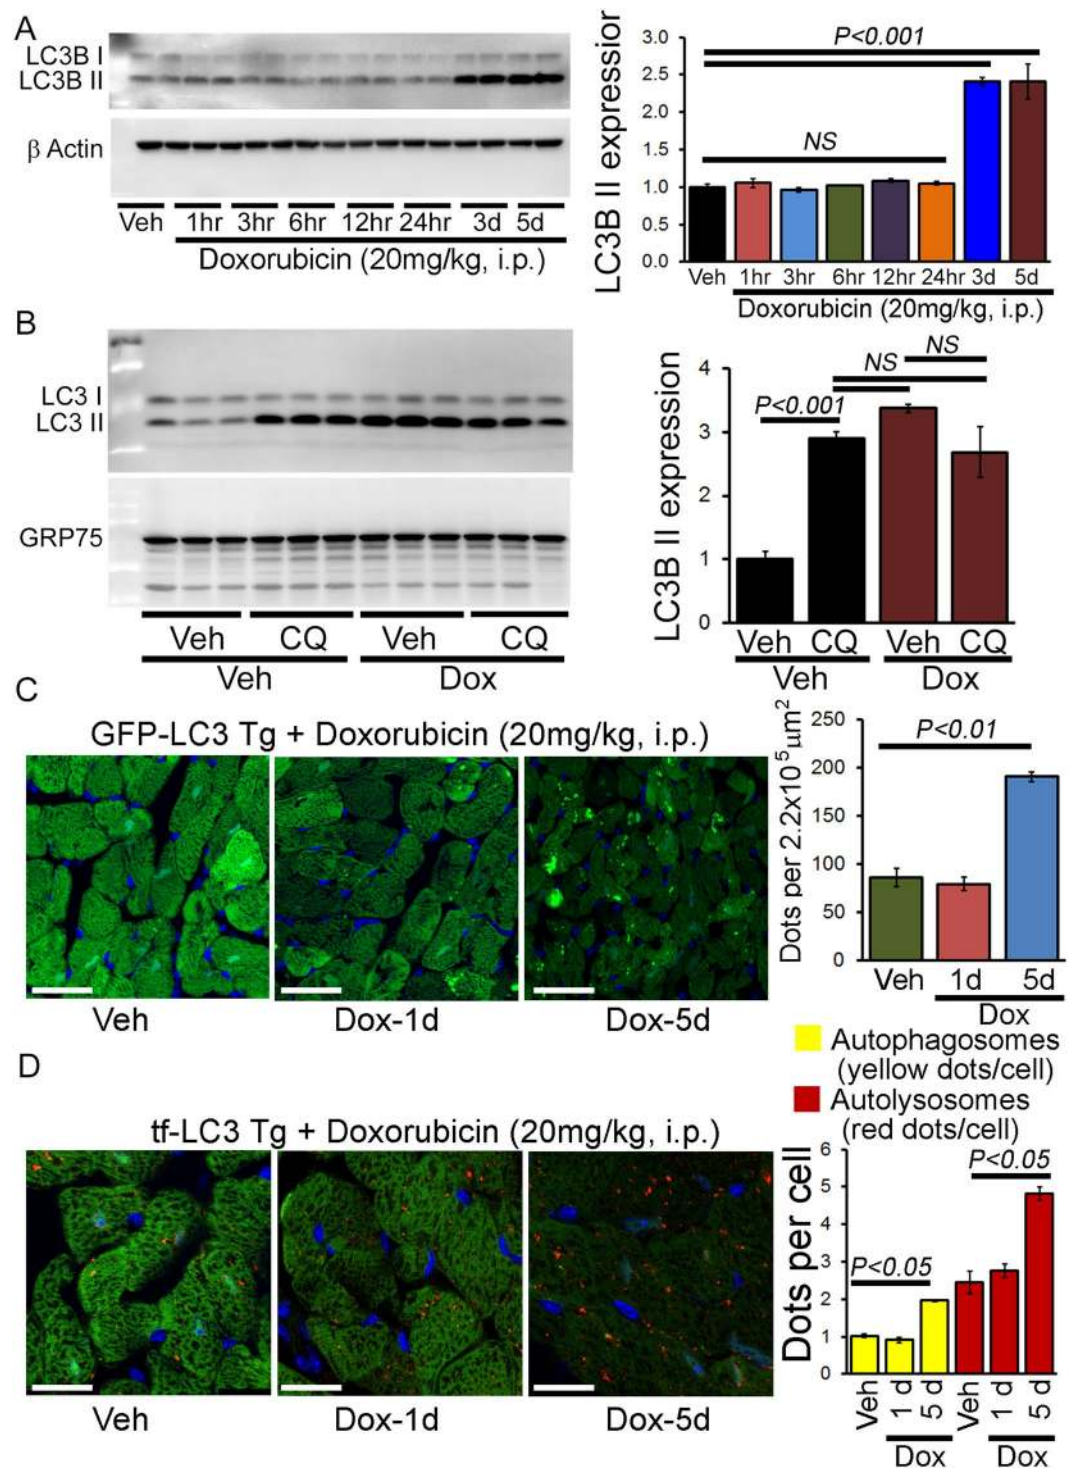 A
LC3B I
LC3B II
β Actin
Veh 1hr 3hr 6hr 12hr 24hr 3d 5d
Doxorubicin (20mg/kg, i.p.)
LC3B II expression
3.0
2.5
2.0
1.5
1.0
0.5
0.0
P<0.001
NS
Veh 1hr 3hr 6hr 12hr 24hr 3d 5d
Doxorubicin (20mg/kg, i.p.)
B
LC3 I
LC3 II
GRP75
Veh CQ Veh CQ
Veh Dox
LC3B II expression
4
3
2
1
0
P<0.001
NS
NS
Veh CQ Veh CQ
Veh Dox
C
GFP-LC3 Tg + Doxorubicin (20mg/kg, i.p.)
Veh Dox-1d Dox-5d
Dots per 2.2x10⁵µm²
250
200
150
100
50
0
P<0.01
Veh 1d 5d
Dox
D
tf-LC3 Tg + Doxorubicin (20mg/kg, i.p.)
Veh Dox-1d Dox-5d
Autophagosomes
(yellow dots/cell)
Autolysosomes
(red dots/cell)
Dots per cell
6
5
4
3
2
1
0
P<0.05
P<0.05
Veh 1 d 5 d Veh 1 d 5 d
Dox Dox